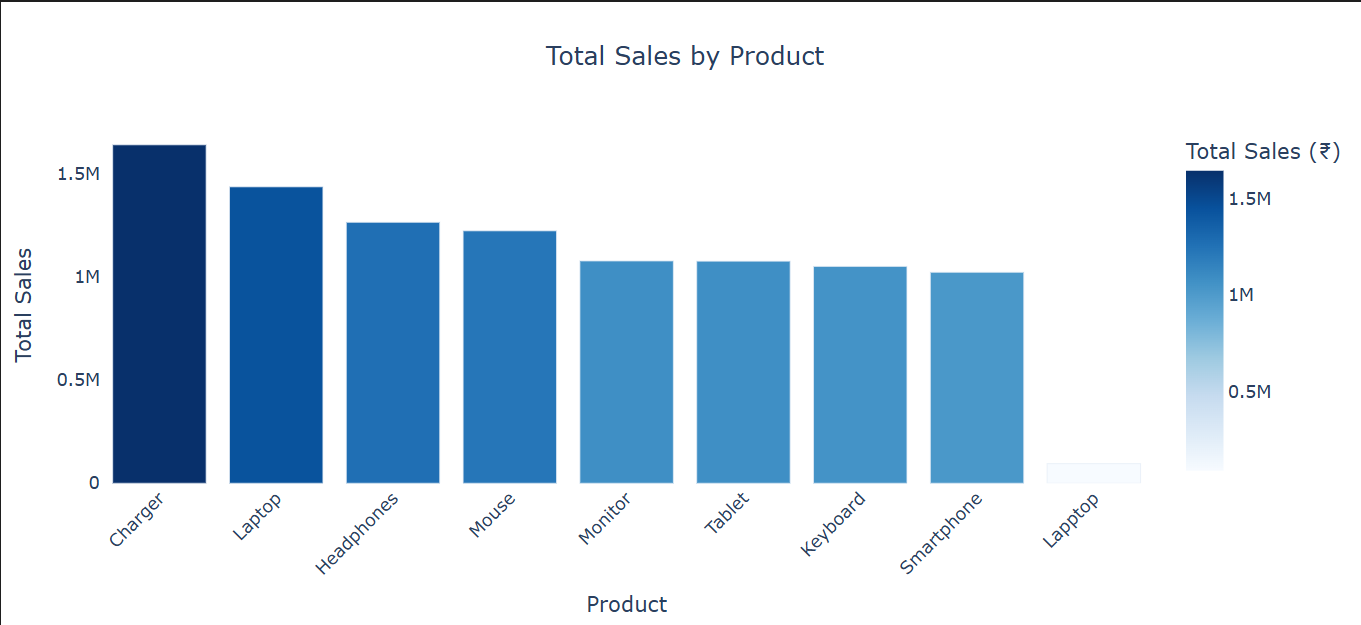 Total Sales by Product
Total Sales (₹)
1.5M
1M
0.5M
0
Total Sales
1.5M
1M
0.5M
Charger
Laptop
Headphones
Mouse
Monitor
Tablet
Keyboard
Smartphone
Lapptop
Product